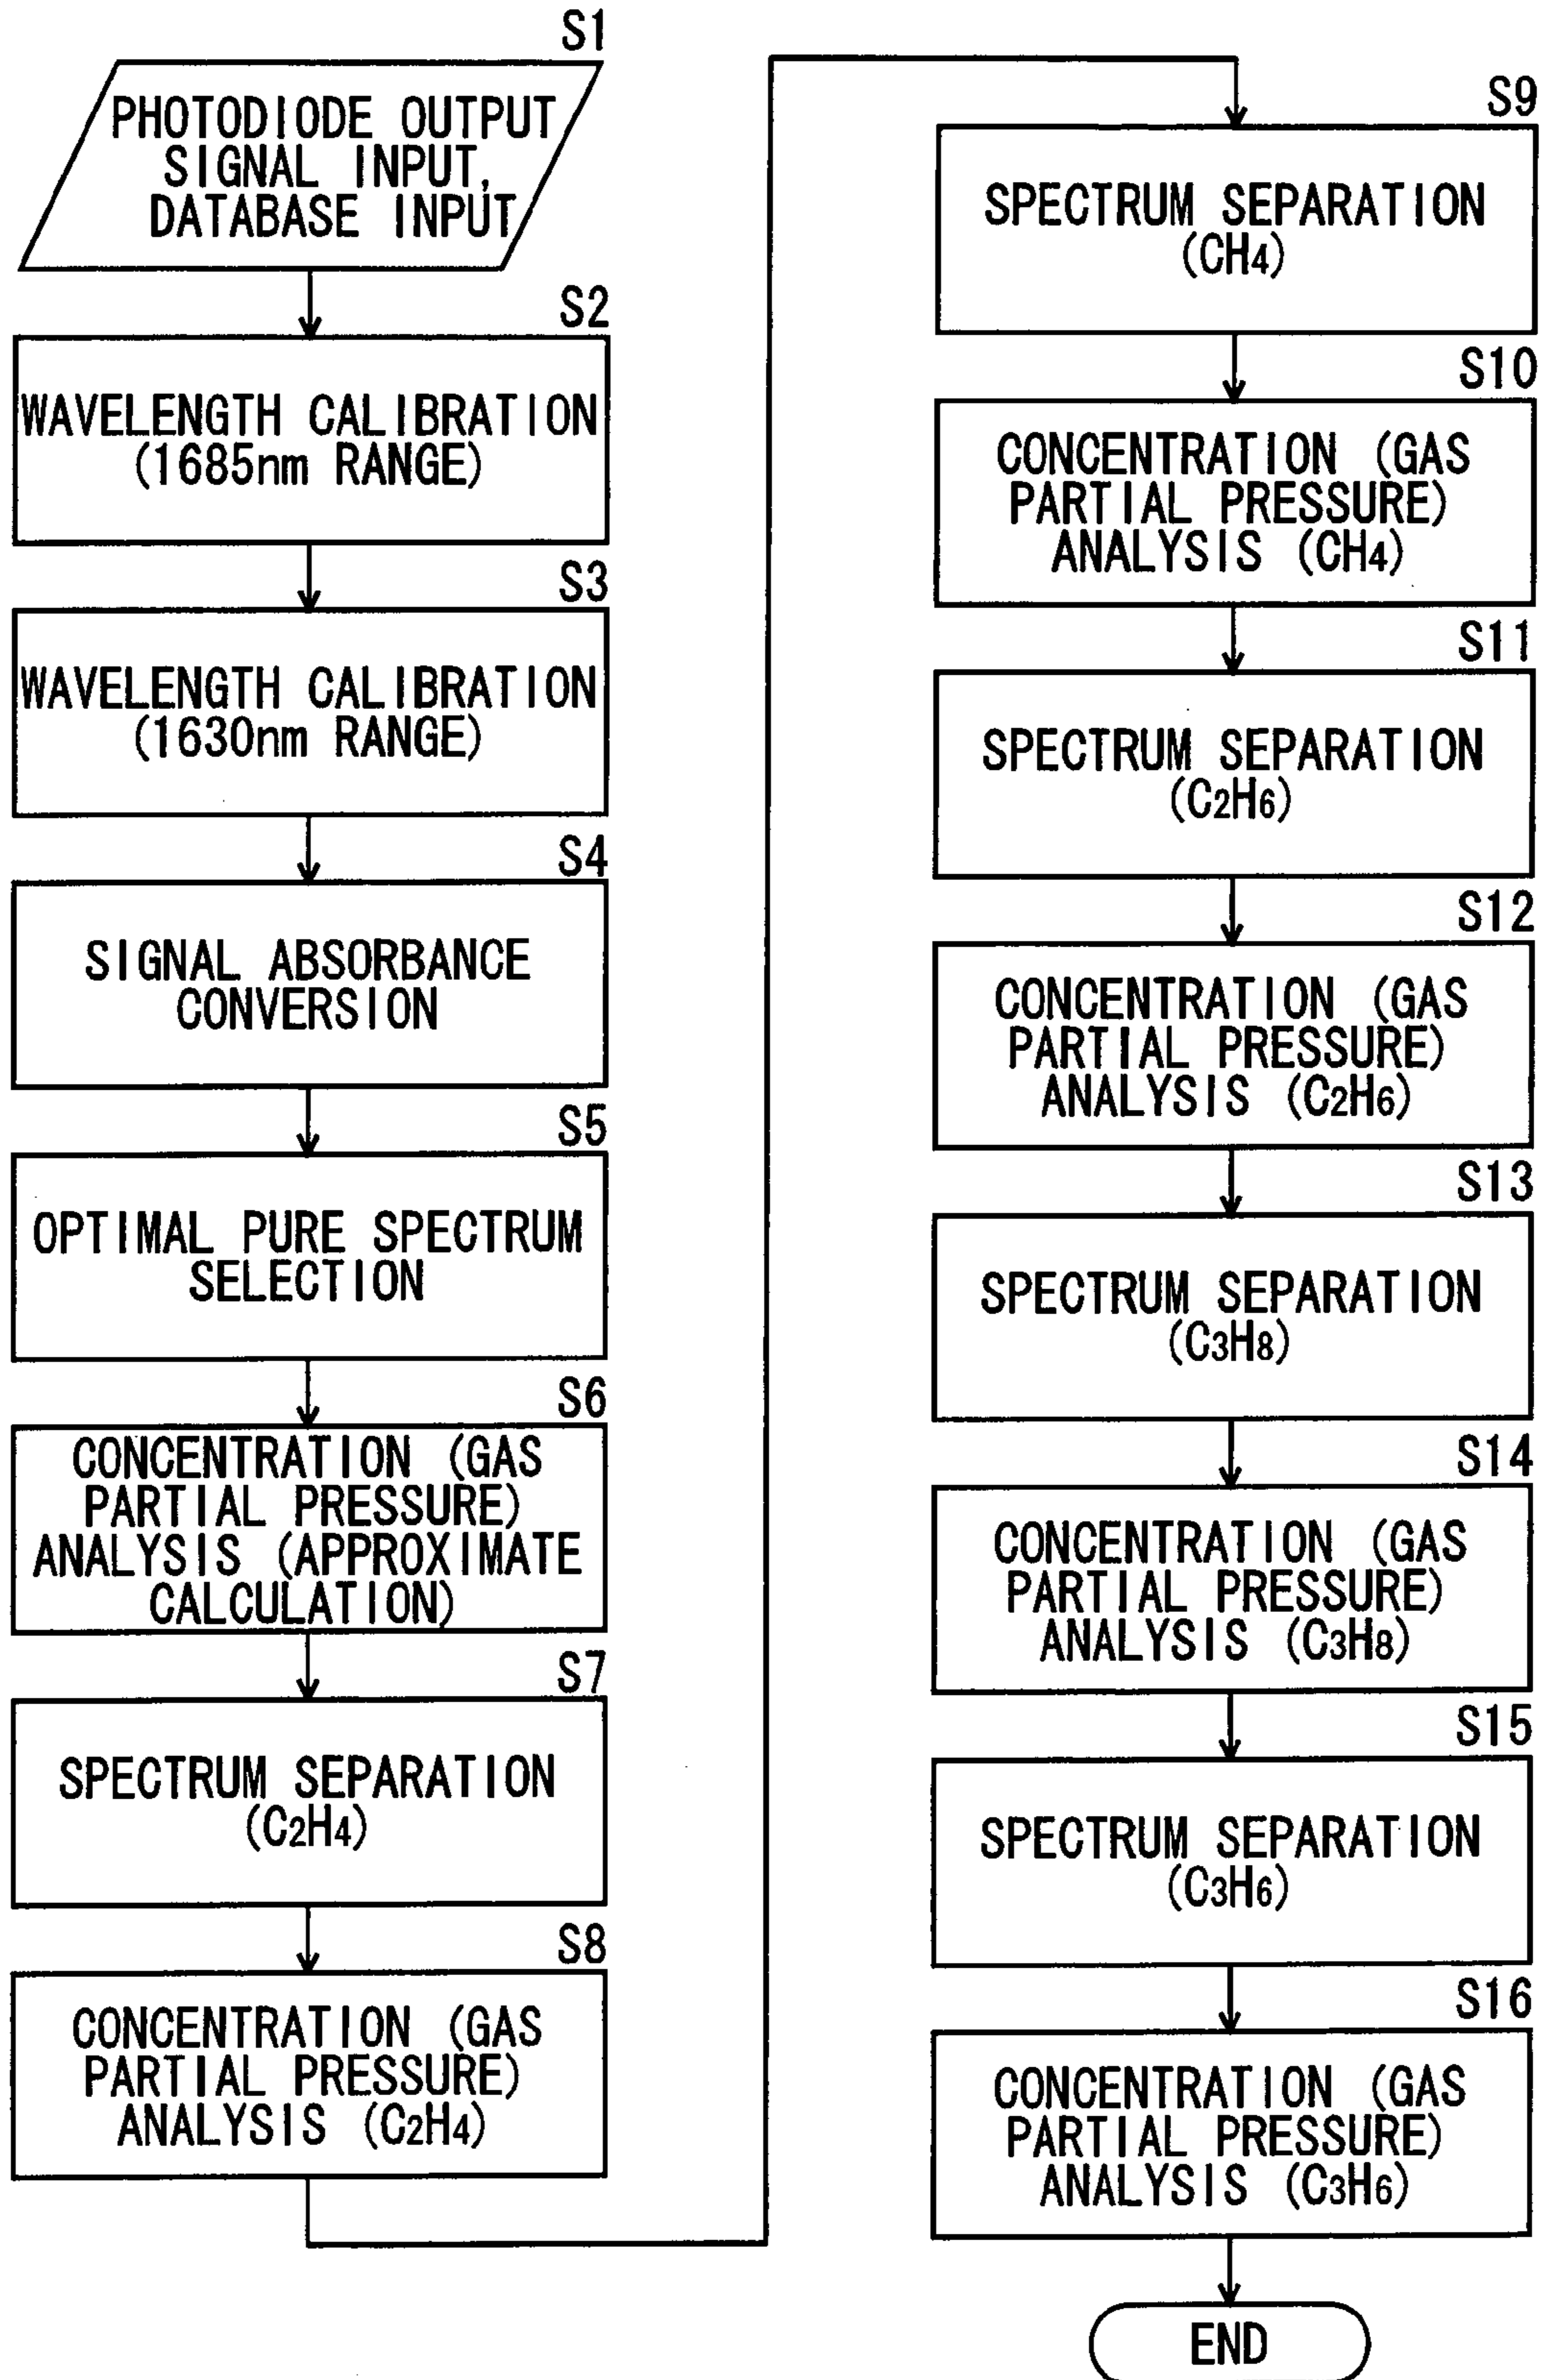 S1
PHOTODIODE OUTPUT
SIGNAL INPUT,
DATABASE INPUT
S2
WAVELENGTH CALIBRATION
(1685nm RANGE)
S3
WAVELENGTH CALIBRATION
(1630nm RANGE)
S4
SIGNAL ABSORBANCE
CONVERSION
S5
OPTIMAL PURE SPECTRUM
SELECTION
S6
CONCENTRATION (GAS
PARTIAL PRESSURE)
ANALYSIS (APPROXIMATE
CALCULATION)
S7
SPECTRUM SEPARATION
(C2H4)
S8
CONCENTRATION (GAS
PARTIAL PRESSURE)
ANALYSIS (C2H4)
S9
SPECTRUM SEPARATION
(CH4)
S10
CONCENTRATION (GAS
PARTIAL PRESSURE)
ANALYSIS (CH4)
S11
SPECTRUM SEPARATION
(C2H6)
S12
CONCENTRATION (GAS
PARTIAL PRESSURE)
ANALYSIS (C2H6)
S13
SPECTRUM SEPARATION
(C3H8)
S14
CONCENTRATION (GAS
PARTIAL PRESSURE)
ANALYSIS (C3H8)
S15
SPECTRUM SEPARATION
(C3H6)
S16
CONCENTRATION (GAS
PARTIAL PRESSURE)
ANALYSIS (C3H6)
END